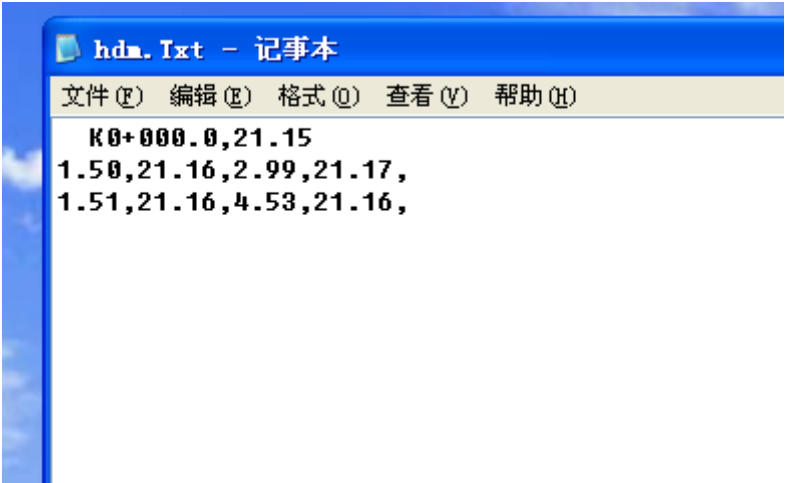 hdm.Txt - 记事本
文件(F) 编辑(E) 格式(O) 查看(V) 帮助(H)
K0+000.0,21.15
1.50,21.16,2.99,21.17,
1.51,21.16,4.53,21.16,